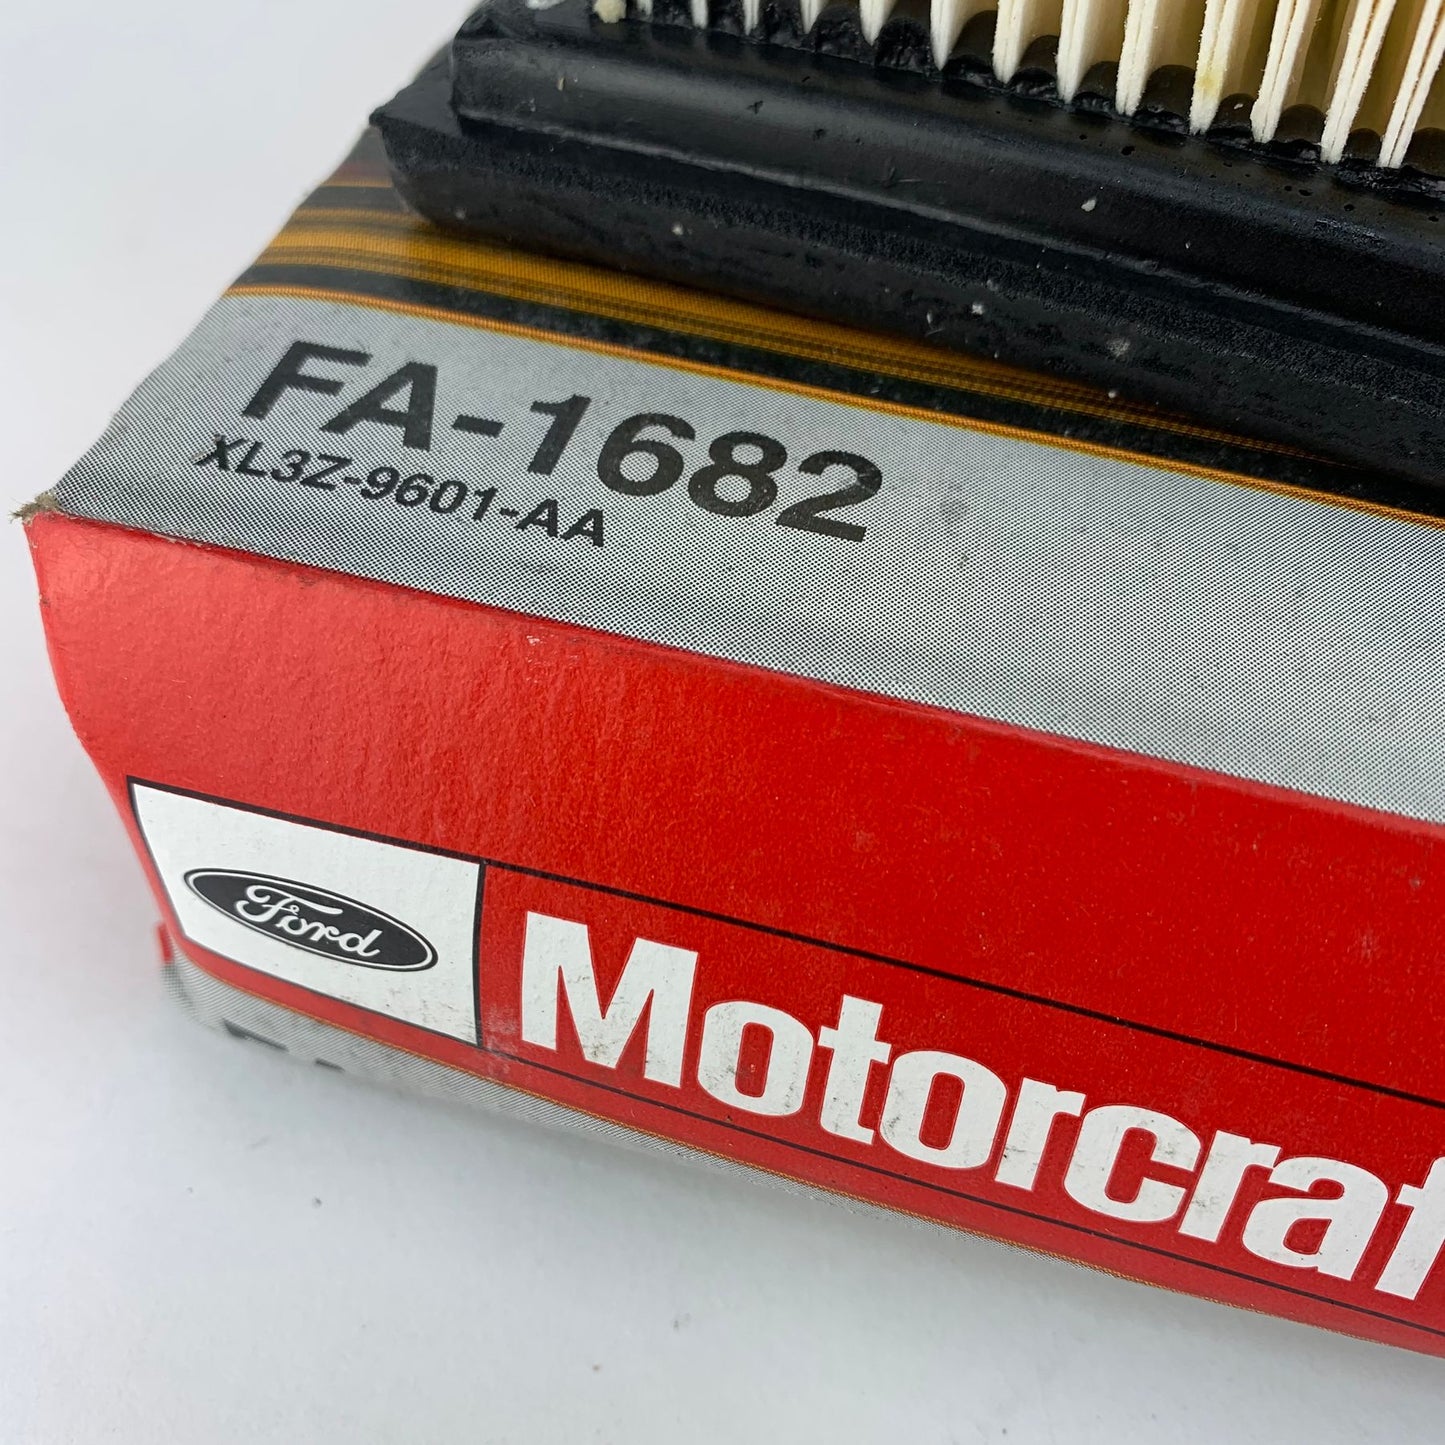 FA-1682
XL3Z-9601-AA
Ford
Motorcraf